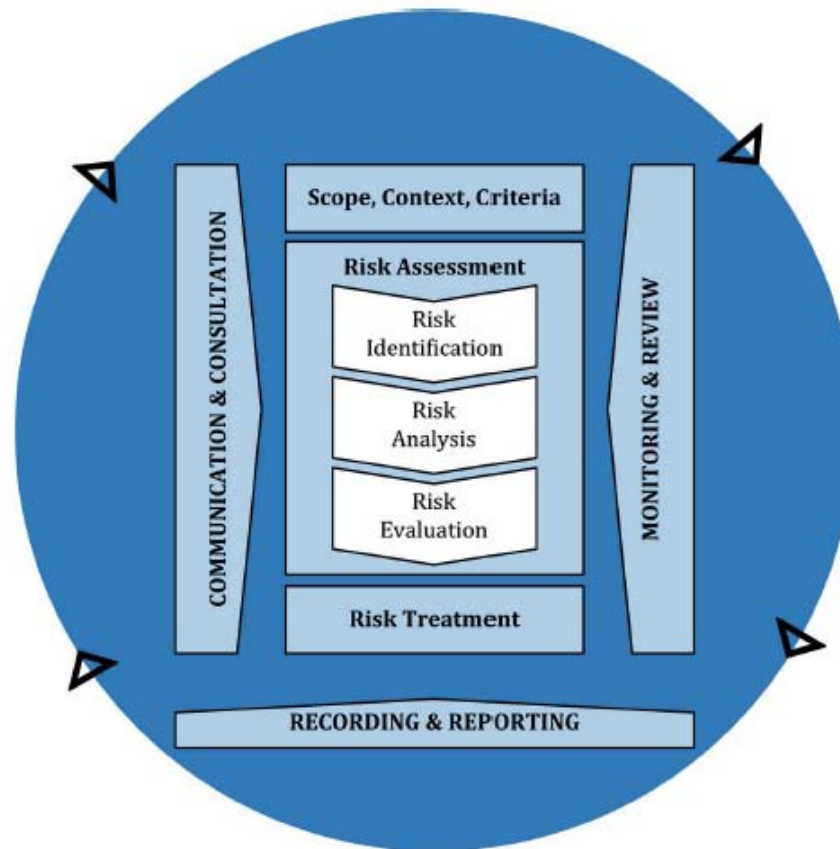 Scope, Context, Criteria
Risk Assessment
Risk
Identification
Risk
Analysis
Risk
Evaluation
Risk Treatment
COMMUNICATION & CONSULTATION
MONITORING & REVIEW
RECORDING & REPORTING